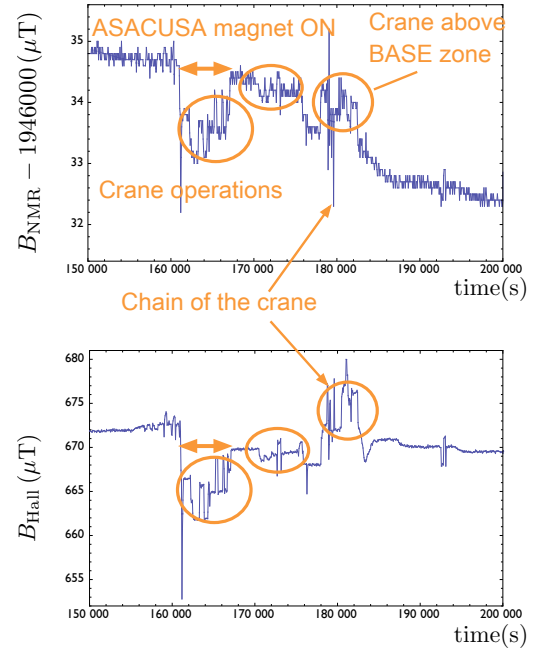 ASACUSA magnet ON
Crane above
BASE zone
35
34
33
32
B_NMR − 1946000 (μT)
Crane operations
150 000 160 000 170 000 180 000 190 000 200 000
time(s)
Chain of the crane
680
675
670
665
660
655
B_Hall (μT)
150 000 160 000 170 000 180 000 190 000 200 000
time(s)